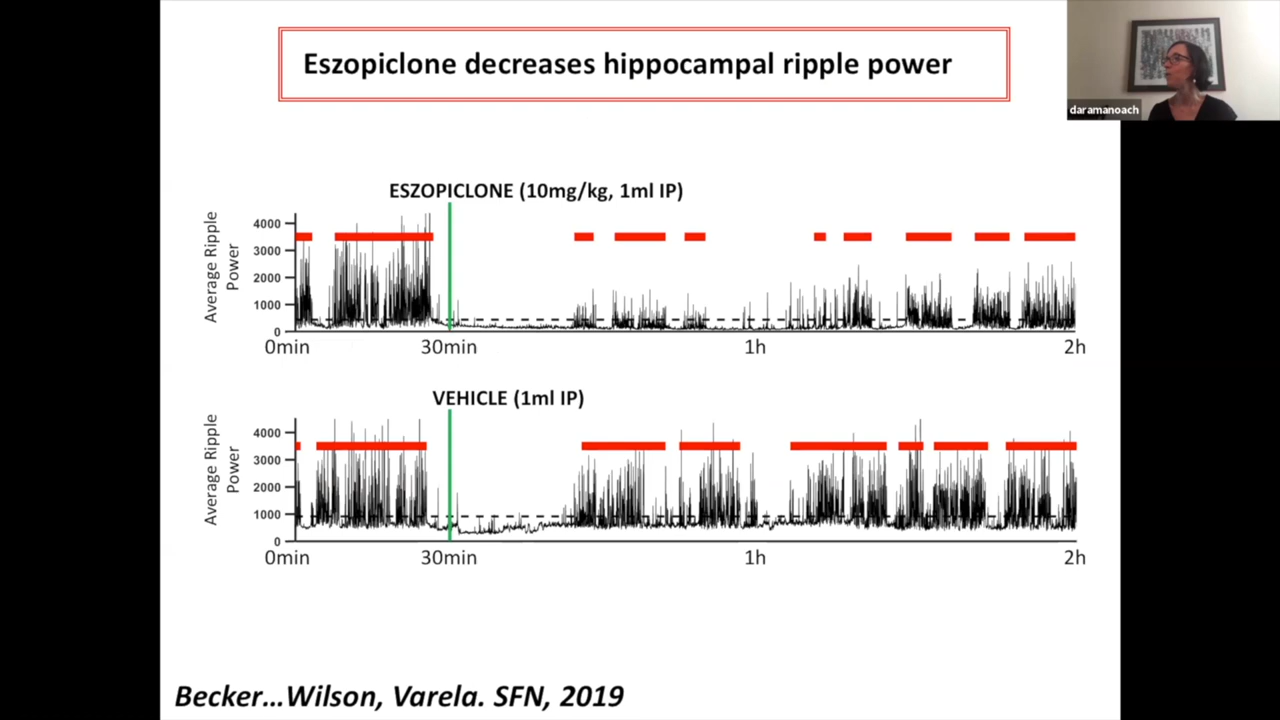 Eszopiclone decreases hippocampal ripple power
daramanoach
ESZOPICLONE (10mg/kg, 1ml IP)
Average Ripple
Power
4000
3000
2000
1000
0
0min 30min 1h 2h
VEHICLE (1ml IP)
Average Ripple
Power
4000
3000
2000
1000
0
0min 30min 1h 2h
Becker...Wilson, Varela. SFN, 2019